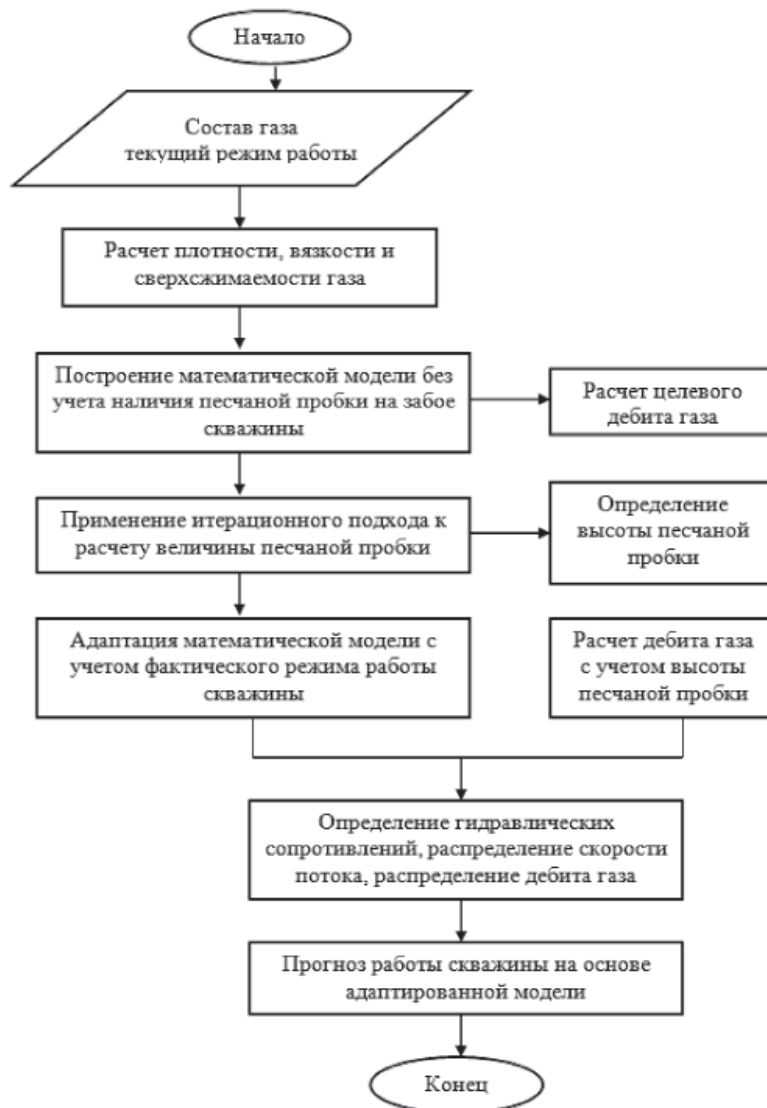 Начало
Состав газа
текущий режим работы
Расчет плотности, вязкости и
сверхсжимаемости газа
Построение математической модели без
учета наличия песчаной пробки на забое
скважины
Расчет целевого
дебита газа
Применение итерационного подхода к
расчету величины песчаной пробки
Определение
высоты песчаной
пробки
Адаптация математической модели с
учетом фактического режима работы
скважины
Расчет дебита газа
с учетом высоты
песчаной пробки
Определение гидравлических
сопротивлений, распределение скорости
потока, распределение дебита газа
Прогноз работы скважины на основе
адаптированной модели
Конец